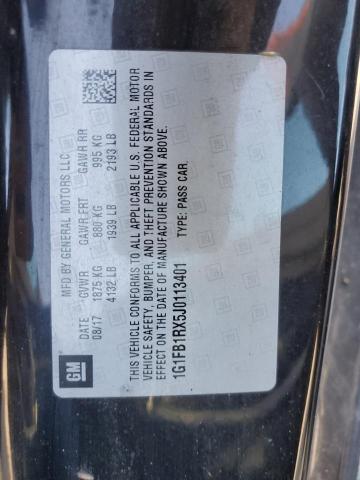 GM
MFD BY GENERAL MOTORS LLC
DATE GVWR GAWR FRT GAWR RR
08/17 1875 KG 880 KG 995 KG
4132 LB 1939 LB 2193 LB
THIS VEHICLE CONFORMS TO ALL APPLICABLE U.S. FEDERAL MOTOR
VEHICLE SAFETY, BUMPER, AND THEFT PREVENTION STANDARDS IN
EFFECT ON THE DATE OF MANUFACTURE SHOWN ABOVE.
1G1FB1RX5J0113401 TYPE: PASS CAR.